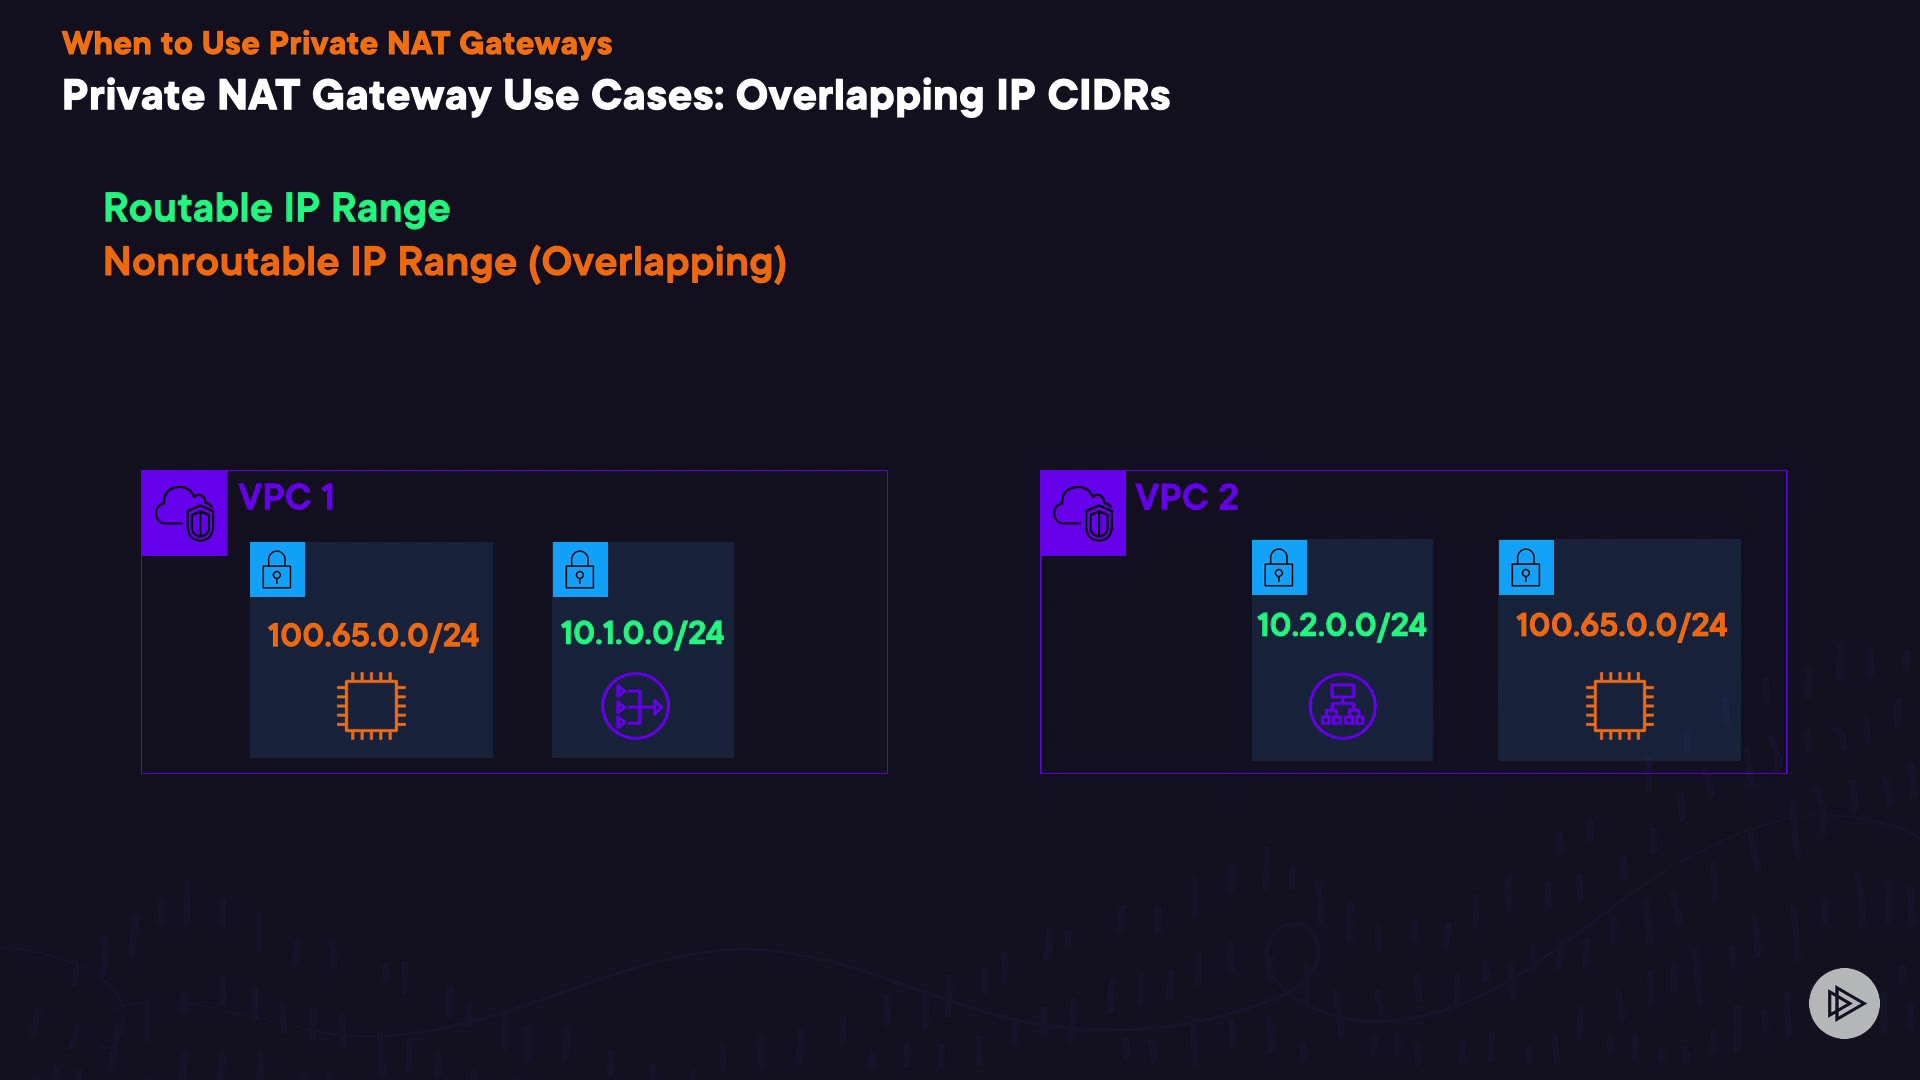 When to Use Private NAT Gateways
Private NAT Gateway Use Cases: Overlapping IP CIDRs
Routable IP Range
Nonroutable IP Range (Overlapping)
VPC 1
100.65.0.0/24
10.1.0.0/24
VPC 2
10.2.0.0/24
100.65.0.0/24